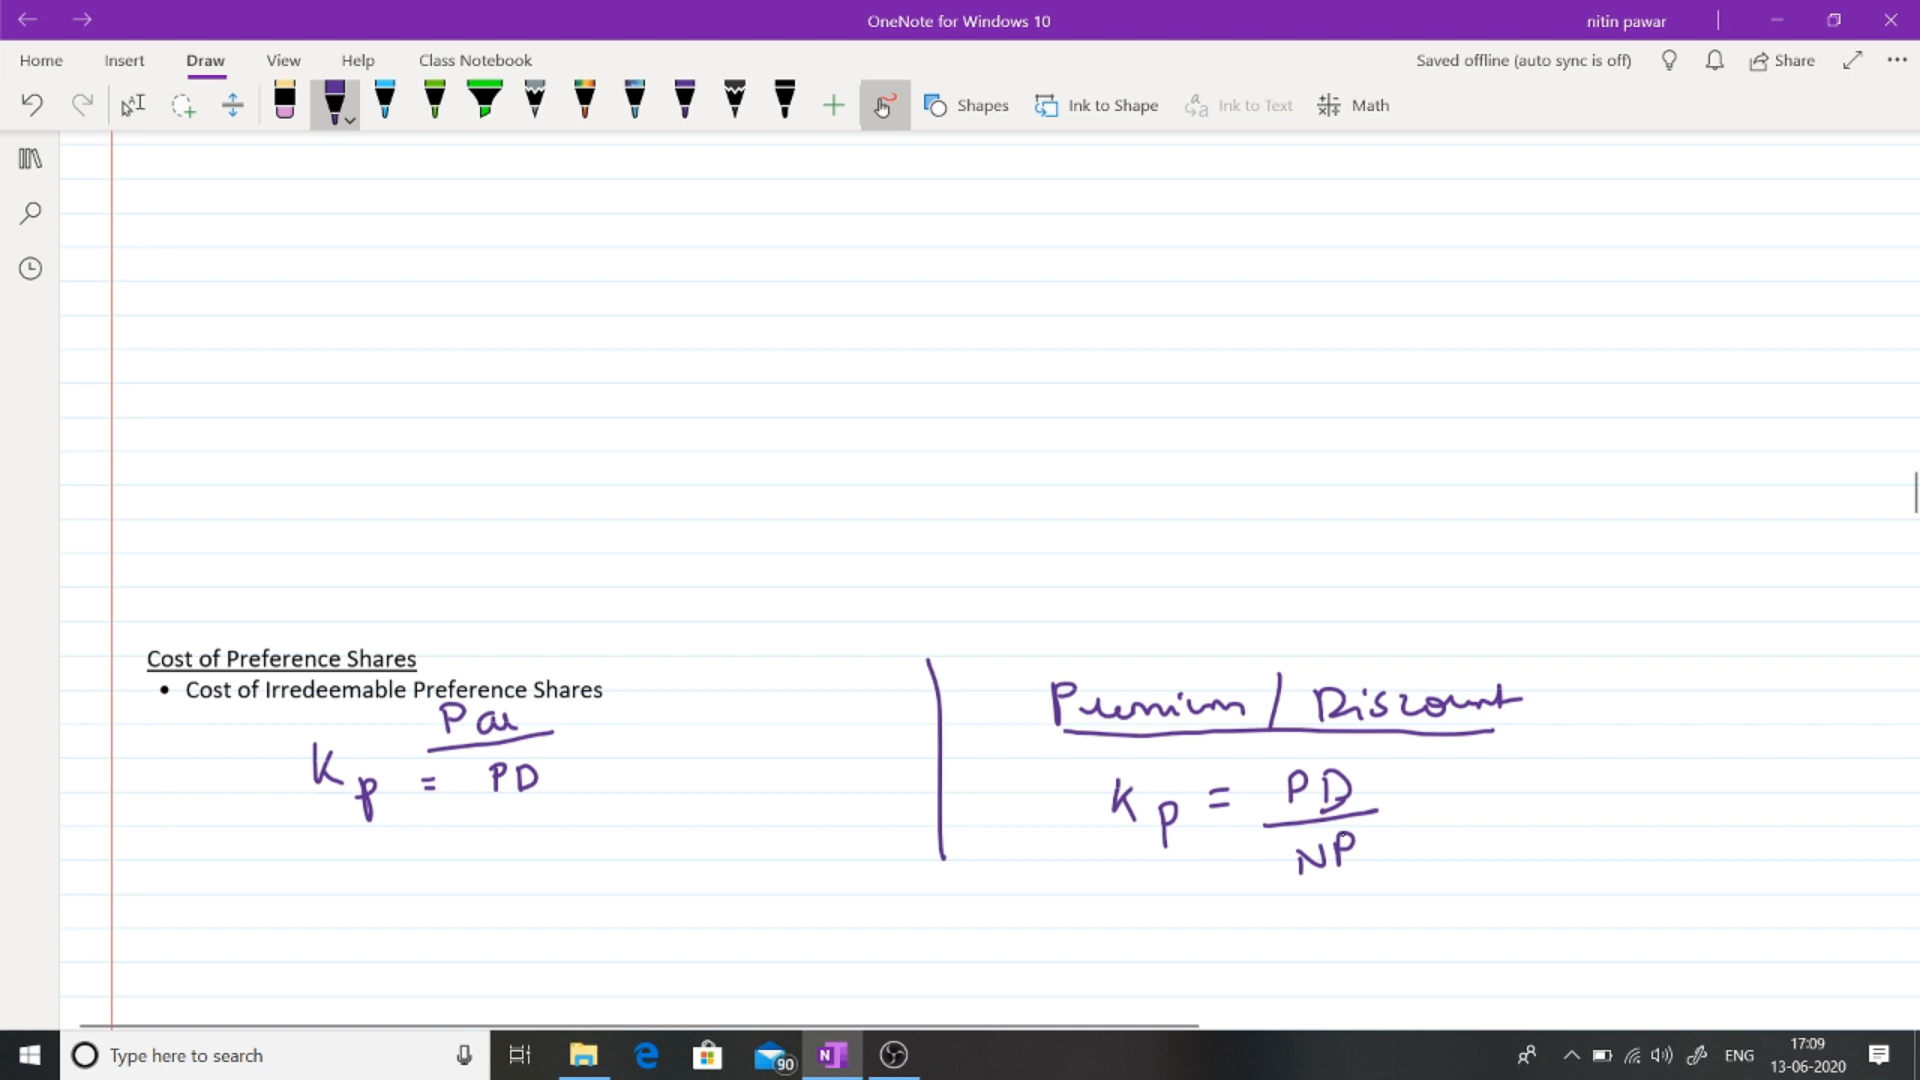 OneNote for Windows 10
nitin pawar
Home Insert Draw View Help Class Notebook
Saved offline (auto sync is off) Share
Shapes Ink to Shape Ink to Text Math
Cost of Preference Shares
• Cost of Irredeemable Preference Shares
Par
Kp = PD
Premium / Discount
Kp = PD
NP
Type here to search
90
ENG
17:09
13-06-2020